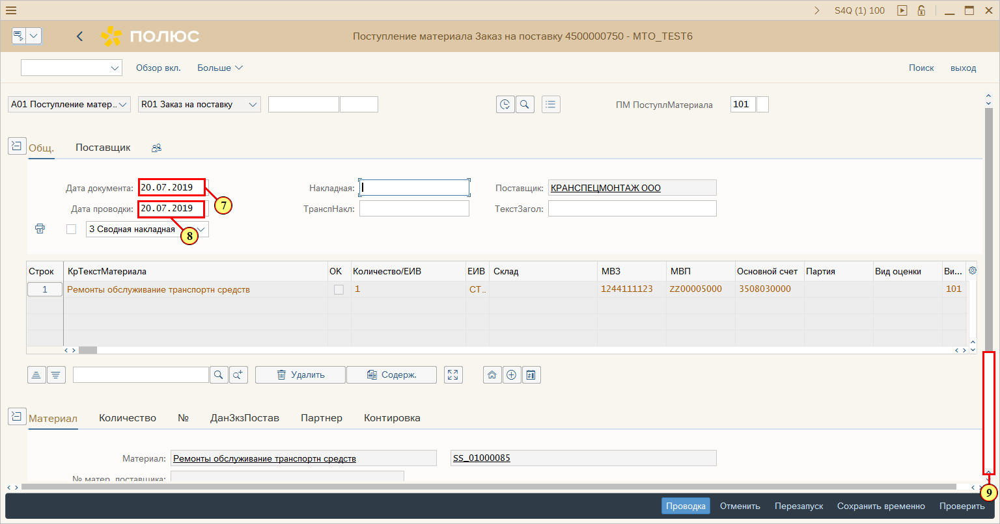 S4Q (1) 100
ПОЛЮС
Поступление материала Заказ на поставку 4500000750 - MTO_TEST6
Обзор вкл. Больше Поиск выход
A01 Поступление матер... R01 Заказ на поставку ПМ ПоступлМатериала 101
Общ. Поставщик
Дата документа: 20.07.2019 Накладная: Поставщик: КРАНСПЕЦМОНТАЖ ООО
7
Дата проводки: 20.07.2019 ТранспНакл: ТекстЗагол:
3 Сводная накладная
8
Строк КрТекстМатериала OK Количество/ЕИВ ЕИВ Склад МВЗ МВП Основной счет Партия Вид оценки Ви...
1 Ремонты обслуживание транспортн средств 1 СТ... 1244111123 ZZ00005000 3508030000 101
Удалить Содерж.
Материал Количество № ДанЗкзПостав Партнер Контировка
Материал: Ремонты обслуживание транспортн средств SS_01000085
№ матер. поставщика:
9
Проводка Отменить Перезапуск Сохранить временно Проверить